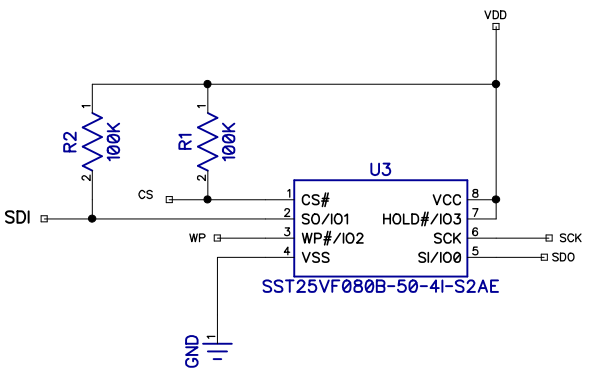 VDD
1
1
R2
100K
R1
100K
2
2
U3
CS
1
CS#
VCC
8
SDI
2
SO/IO1
HOLD#/IO3
7
WP
3
WP#/IO2
SCK
6
SCK
4
VSS
SI/IO0
5
SDO
SST25VF080B-50-4I-S2AE
1
GND